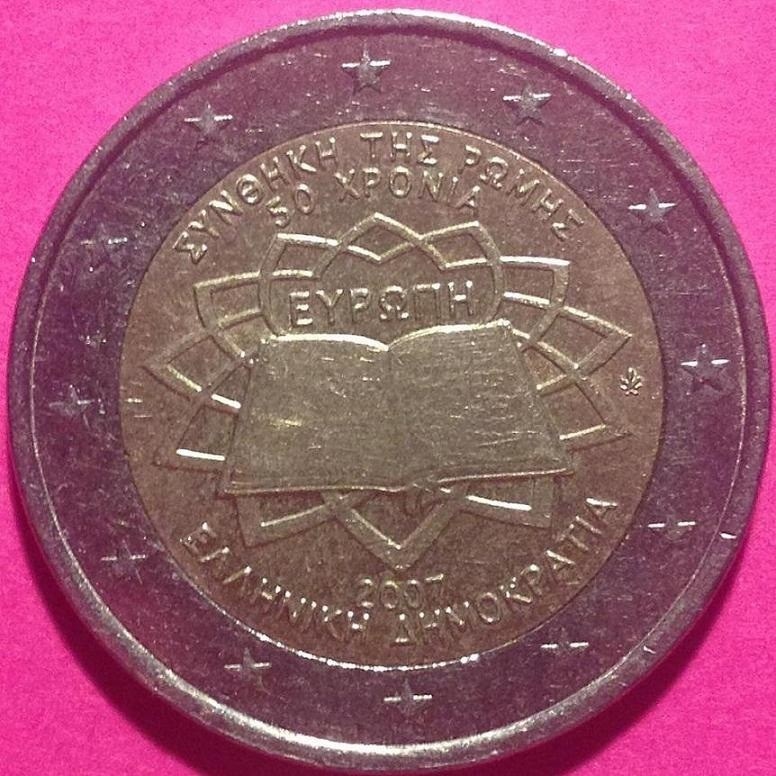 ΣΥΝΘΗΚΗ ΤΗΣ ΡΩΜΗΣ
50 ΧΡΟΝΙΑ
ΕΥΡΩΠΗ
2007
ΕΛΛΗΝΙΚΗ ΔΗΜΟΚΡΑΤΙΑ